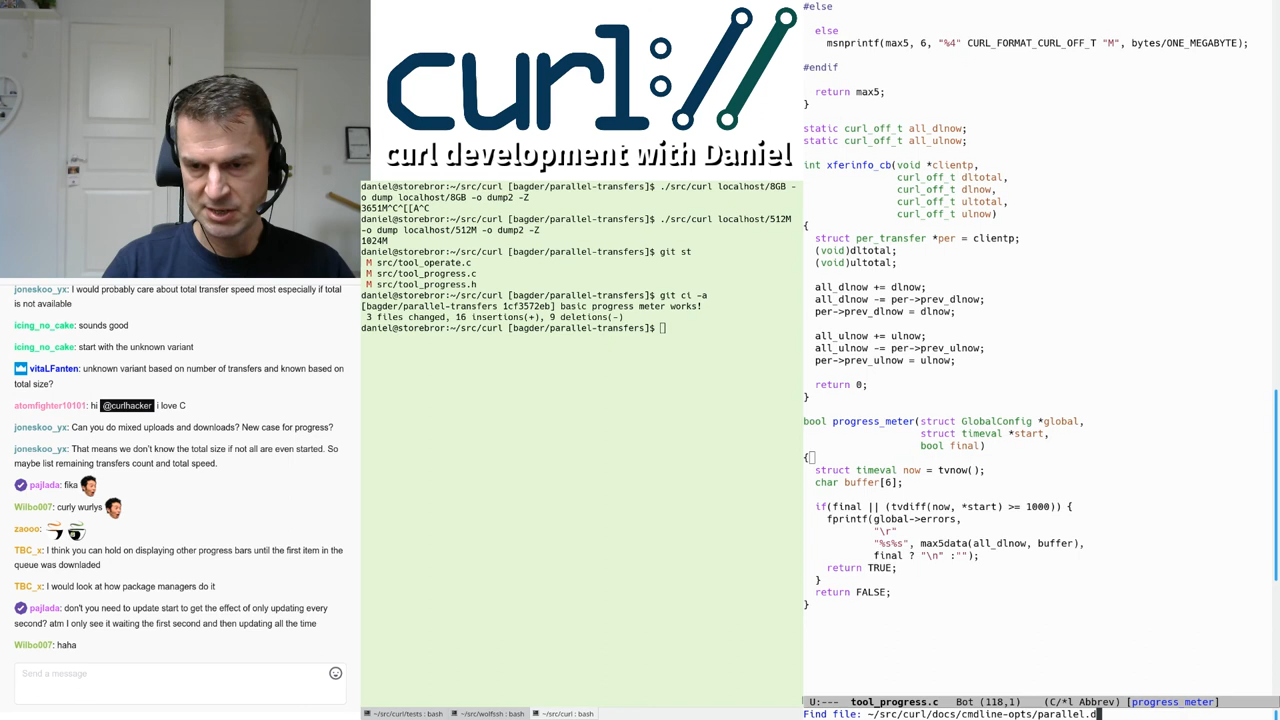 curl://
curl development with Daniel
joneskoo_yx: I would probably care about total transfer speed most especially if total
is not available
icing_no_cake: sounds good
icing_no_cake: start with the unknown variant
vitaLFanten: unknown variant based on number of transfers and known based on
total size?
atomfighter10101: hi @curlhacker i love C
joneskoo_yx: Can you do mixed uploads and downloads? New case for progress?
joneskoo_yx: That means we don't know the total size if not all are even started. So
maybe list remaining transfers count and total speed.
pajlada: fika
Wilbo007: curly wurlys
zaooo:
TBC_x: I think you can hold on displaying other progress bars until the first item in the
queue was downladed
TBC_x: I would look at how package managers do it
pajlada: don't you need to update start to get the effect of only updating every
second? atm I only see it waiting the first second and then updating all the time
Wilbo007: haha
Send a message
daniel@storebror:~/src/curl [bagder/parallel-transfers]$ ./src/curl localhost/8GB -
o dump localhost/8GB -o dump2 -Z
3651M^C^[[A^C
daniel@storebror:~/src/curl [bagder/parallel-transfers]$ ./src/curl localhost/512M
-o dump localhost/512M -o dump2 -Z
1024M
daniel@storebror:~/src/curl [bagder/parallel-transfers]$ git st
M src/tool_operate.c
M src/tool_progress.c
M src/tool_progress.h
daniel@storebror:~/src/curl [bagder/parallel-transfers]$ git ci -a
[bagder/parallel-transfers 1cf3572eb] basic progress meter works!
3 files changed, 16 insertions(+), 9 deletions(-)
daniel@storebror:~/src/curl [bagder/parallel-transfers]$
~/src/curl/tests : bash
~/src/wolfssh : bash
~/src/curl : bash
#else
else
msnprintf(max5, 6, "%4" CURL_FORMAT_CURL_OFF_T "M", bytes/ONE_MEGABYTE);
#endif
return max5;
}
static curl_off_t all_dlnow;
static curl_off_t all_ulnow;
int xferinfo_cb(void *clientp,
curl_off_t dltotal,
curl_off_t dlnow,
curl_off_t ultotal,
curl_off_t ulnow)
{
struct per_transfer *per = clientp;
(void)dltotal;
(void)ultotal;
all_dlnow += dlnow;
all_dlnow -= per->prev_dlnow;
per->prev_dlnow = dlnow;
all_ulnow += ulnow;
all_ulnow -= per->prev_ulnow;
per->prev_ulnow = ulnow;
return 0;
}
bool progress_meter(struct GlobalConfig *global,
struct timeval *start,
bool final)
{
struct timeval now = tvnow();
char buffer[6];
if(final || (tvdiff(now, *start) >= 1000)) {
fprintf(global->errors,
"\r"
"%s%s", max5data(all_dlnow, buffer),
final ? "\n" :"");
return TRUE;
}
return FALSE;
}
U:--- tool_progress.c Bot (118,1) (C/*l Abbrev) [progress_meter]
Find file: ~/src/curl/docs/cmdline-opts/parallel.d